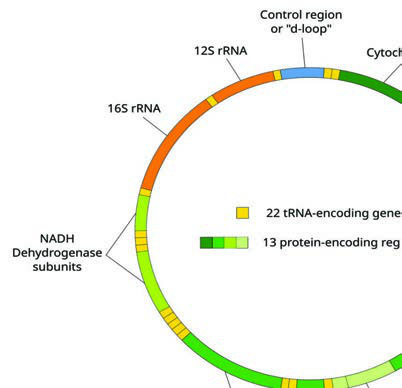 Control region
or "d-loop"
12S rRNA
16S rRNA
22 tRNA-encoding
13 protein-encoding
NADH
Dehydrogenase
subunits